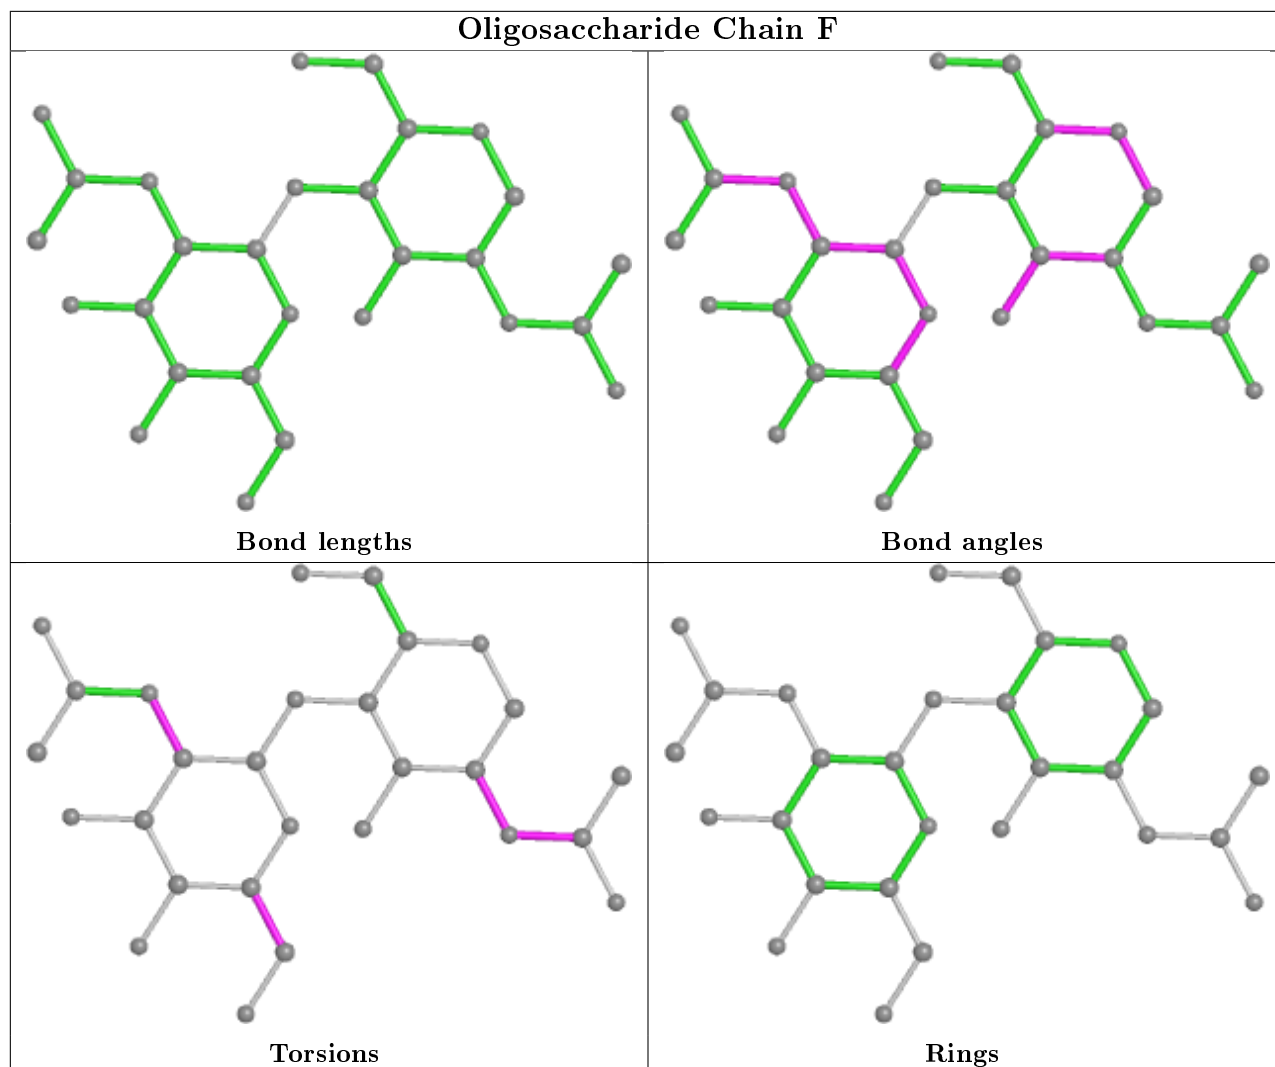 Oligosaccharide Chain F
Bond lengths
Bond angles
Torsions
Rings